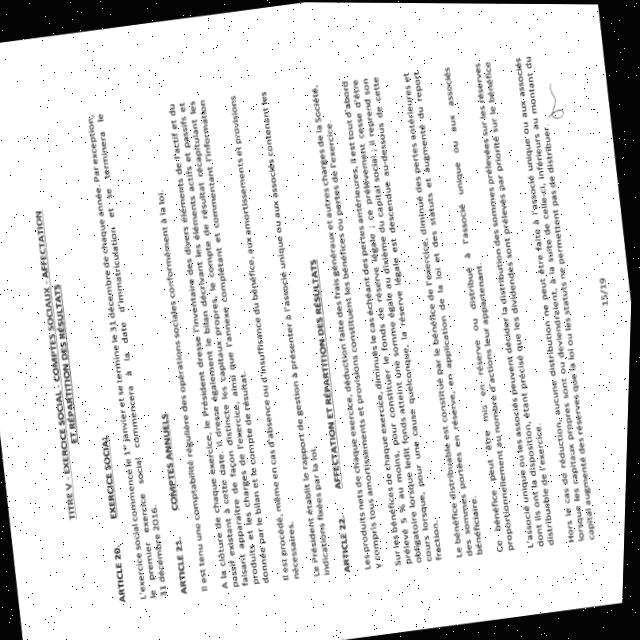 TITRE V - EXERCICE SOCIAL - COMPTES SOCIAUX - AFFECTATION
ET RÉPARTITION DES RÉSULTATS
ARTICLE 20. EXERCICE SOCIAL
L'exercice social commence le 1er janvier et se termine le 31 décembre de chaque année. Par exception,
le premier exercice social commencera à la date d'immatriculation et se terminera le
31 décembre 2016.
ARTICLE 21. COMPTES ANNUELS
Il est tenu une comptabilité régulière des opérations sociales conformément à la loi.
A la clôture de chaque exercice, le Président dresse l'inventaire des divers éléments de l'actif et du
passif existant à cette date. Il dresse également le bilan décrivant les éléments actifs et passifs et
faisant apparaître de façon distincte les capitaux propres, le compte de résultat récapitulant les
produits et les charges de l'exercice, ainsi que l'annexe complétant et commentant l'information
donnée par le bilan et le compte de résultat.
Il est procédé, même en cas d'absence ou d'insuffisance du bénéfice, aux amortissements et provisions
nécessaires.
Le Président établit le rapport de gestion à présenter à l'associé unique ou aux associés contenant les
indications fixées par la loi.
ARTICLE 22. AFFECTATION ET RÉPARTITION DES RÉSULTATS
Les produits nets de chaque exercice, déduction faite des frais généraux et autres charges de la Société,
y compris tous amortissements et provisions constituent les bénéfices ou pertes de l'exercice.
Sur les bénéfices de chaque exercice, diminués le cas échéant des pertes antérieures, il est tout d'abord
prélevé 5 % au moins, pour constituer le fonds de réserve légale ; ce prélèvement cesse d'être
obligatoire lorsque ledit fonds atteint une somme égale au dixième du capital social ; il reprend son
cours lorsque, pour une cause quelconque, la réserve légale est descendue au-dessous de cette
fraction.
Le bénéfice distribuable est constitué par le bénéfice de l'exercice, diminué des pertes antérieures et
des sommes portées en réserve, en application de la loi et des statuts et augmenté du report
bénéficiaire.
Ce bénéfice peut être mis en réserve ou distribué à l'associé unique ou aux associés
proportionnellement au nombre d'actions leur appartenant.
L'associé unique ou les associés peuvent décider la distribution des sommes prélevées sur les réserves
dont ils ont la disposition, étant précisé que les dividendes sont prélevés par priorité sur le bénéfice
distribuable de l'exercice.
Hors le cas de réduction, aucune distribution ne peut être faite à l'associé unique ou aux associés
lorsque les capitaux propres sont ou deviendraient, à la suite de celle-ci, inférieurs au montant du
capital augmenté des réserves que la loi ou les statuts ne permettent pas de distribuer.
15/19